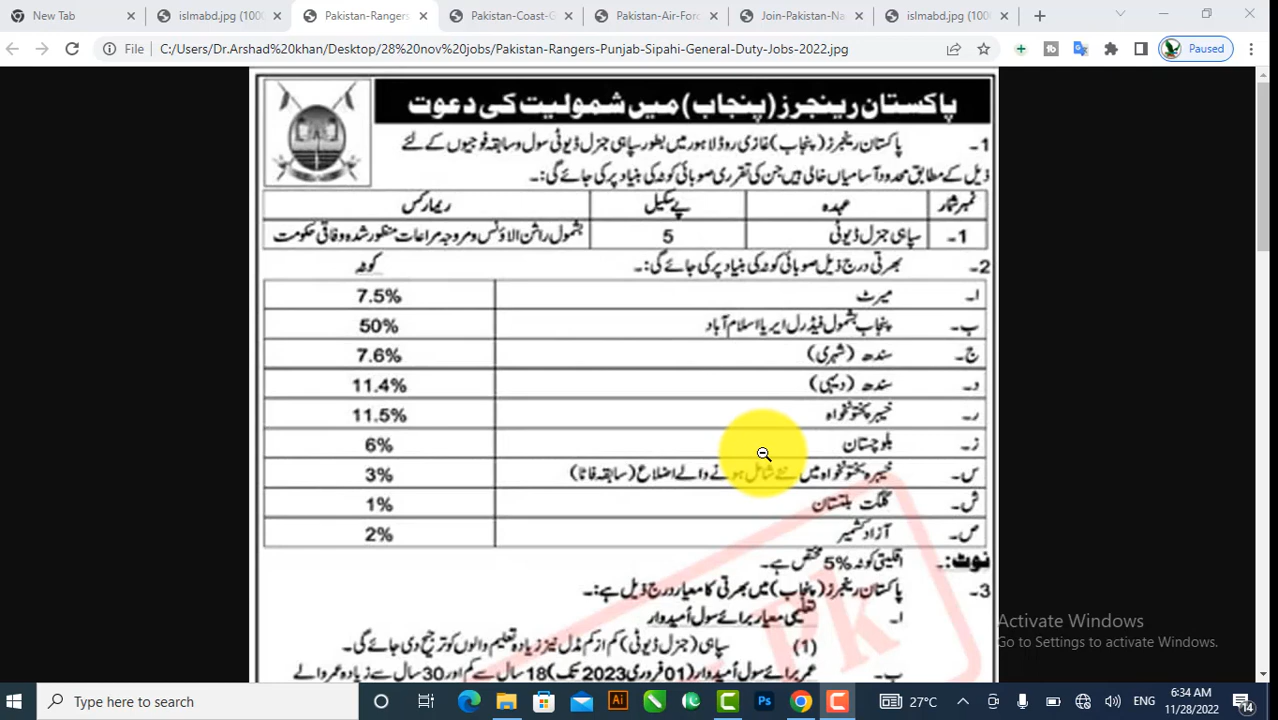 New Tab
islmabd.jpg (100
Pakistan-Rangers
Pakistan-Coast-G
Pakistan-Air-Forc
Join-Pakistan-Na
islmabd.jpg (100
File
C:/Users/Dr.Arshad%20khan/Desktop/28%20nov%20jobs/Pakistan-Rangers-Punjab-Sipahi-General-Duty-Jobs-2022.jpg
Paused
پاکستان رینجرز (پنجاب) میں شمولیت کی دعوت
1۔ پاکستان رینجرز (پنجاب) غازی روڈ لاہور میں بطور سپاہی جنرل ڈیوٹی سول و سابقہ فوجیوں کے لئے
ذیل کے مطابق محدود آسامیاں خالی ہیں جن کی تقرری صوبائی کوٹہ کی بنیاد پر کی جائے گی:۔
نمبر شمار عہدہ پے سکیل ریمارکس
1۔ سپاہی جنرل ڈیوٹی 5 بشمول راشن الاؤنس و مروجہ مراعات منظور شدہ وفاقی حکومت
2۔ بھرتی درج ذیل صوبائی کوٹہ کی بنیاد پر کی جائے گی:۔ کوٹہ
ا۔ میرٹ 7.5%
ب۔ پنجاب بشمول فیڈرل ایریا اسلام آباد 50%
ج۔ سندھ (شہری) 7.6%
د۔ سندھ (دیہی) 11.4%
ر۔ خیبر پختونخواہ 11.5%
ز۔ بلوچستان 6%
س۔ خیبر پختونخواہ میں نئے شامل ہونے والے اضلاع (سابقہ فاٹا) 3%
ش۔ گلگت بلتستان 1%
ص۔ آزاد کشمیر 2%
نوٹ:۔ اقلیتی کوٹہ 5% مختص ہے۔
3۔ پاکستان رینجرز (پنجاب) میں بھرتی کا معیار درج ذیل ہے:۔
ا۔ تعلیمی معیار برائے سول اُمیدوار
(1) سپاہی (جنرل ڈیوٹی) کم از کم مڈل نیز زیادہ تعلیم والوں کو ترجیح دی جائے گی۔
ب۔ عمر برائے سول اُمیدوار (01 فروری 2023 تک) 18 سال سے کم اور 30 سال سے زیادہ عمر والے
PK
Activate Windows
Go to Settings to activate Windows.
Type here to search
27°C
ENG
6:34 AM
11/28/2022
14